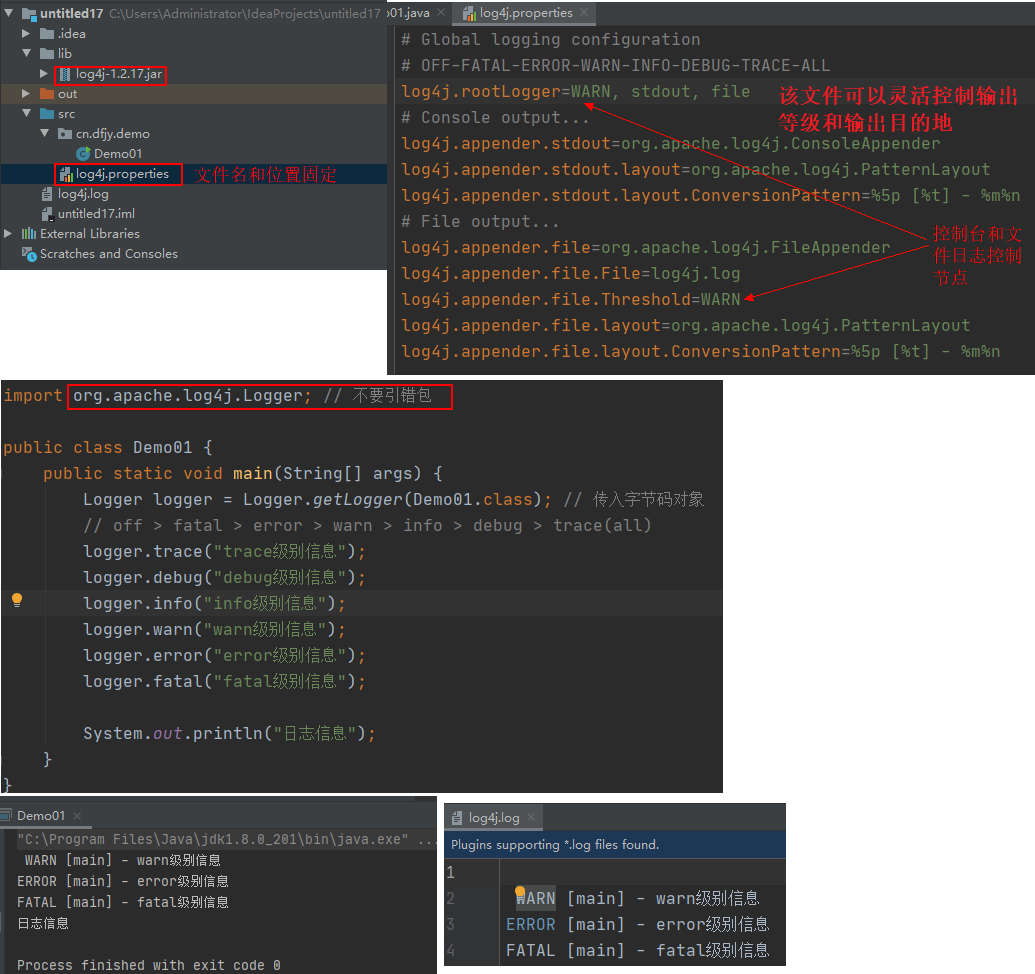 untitled17 C:\Users\Administrator\IdeaProjects\untitled17
.idea
lib
log4j-1.2.17.jar
out
src
cn.dfjy.demo
Demo01
log4j.properties
文件名和位置固定
log4j.log
untitled17.iml
External Libraries
Scratches and Consoles
01.java
log4j.properties
# Global logging configuration
# OFF-FATAL-ERROR-WARN-INFO-DEBUG-TRACE-ALL
log4j.rootLogger=WARN, stdout, file
# Console output...
log4j.appender.stdout=org.apache.log4j.ConsoleAppender
log4j.appender.stdout.layout=org.apache.log4j.PatternLayout
log4j.appender.stdout.layout.ConversionPattern=%5p [%t] - %m%n
# File output...
log4j.appender.file=org.apache.log4j.FileAppender
log4j.appender.file.File=log4j.log
log4j.appender.file.Threshold=WARN
log4j.appender.file.layout=org.apache.log4j.PatternLayout
log4j.appender.file.layout.ConversionPattern=%5p [%t] - %m%n
该文件可以灵活控制输出
等级和输出目的地
控制台和文
件日志控制
节点
import org.apache.log4j.Logger; // 不要引错包
public class Demo01 {
public static void main(String[] args) {
Logger logger = Logger.getLogger(Demo01.class); // 传入字节码对象
// off > fatal > error > warn > info > debug > trace(all)
logger.trace("trace级别信息");
logger.debug("debug级别信息");
logger.info("info级别信息");
logger.warn("warn级别信息");
logger.error("error级别信息");
logger.fatal("fatal级别信息");
System.out.println("日志信息");
}
}
Demo01
"C:\Program Files\Java\jdk1.8.0_201\bin\java.exe" ...
WARN [main] - warn级别信息
ERROR [main] - error级别信息
FATAL [main] - fatal级别信息
日志信息
Process finished with exit code 0
log4j.log
Plugins supporting *.log files found.
1
2 WARN [main] - warn级别信息
3 ERROR [main] - error级别信息
4 FATAL [main] - fatal级别信息